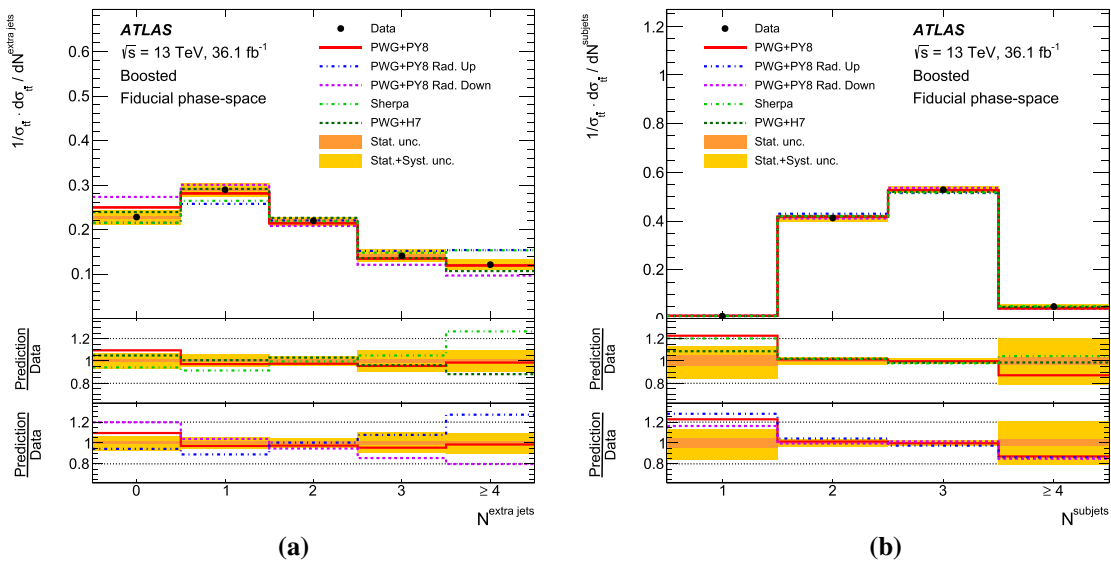 1/σtt̄ · dσtt̄ / dN^extra jets
ATLAS
√s = 13 TeV, 36.1 fb⁻¹
Boosted
Fiducial phase-space
Data
PWG+PY8
PWG+PY8 Rad. Up
PWG+PY8 Rad. Down
Sherpa
PWG+H7
Stat. unc.
Stat.+Syst. unc.
0.6
0.5
0.4
0.3
0.2
0.1
Prediction
Data
1.2
1
0.8
Prediction
Data
1.2
1
0.8
0 1 2 3 ≥ 4
N^extra jets
(a)
1/σtt̄ · dσtt̄ / dN^subjets
ATLAS
√s = 13 TeV, 36.1 fb⁻¹
Boosted
Fiducial phase-space
Data
PWG+PY8
PWG+PY8 Rad. Up
PWG+PY8 Rad. Down
Sherpa
PWG+H7
Stat. unc.
Stat.+Syst. unc.
1.2
1
0.8
0.6
0.4
0.2
0
Prediction
Data
1.2
1
0.8
Prediction
Data
1.2
1
0.8
1 2 3 ≥ 4
N^subjets
(b)